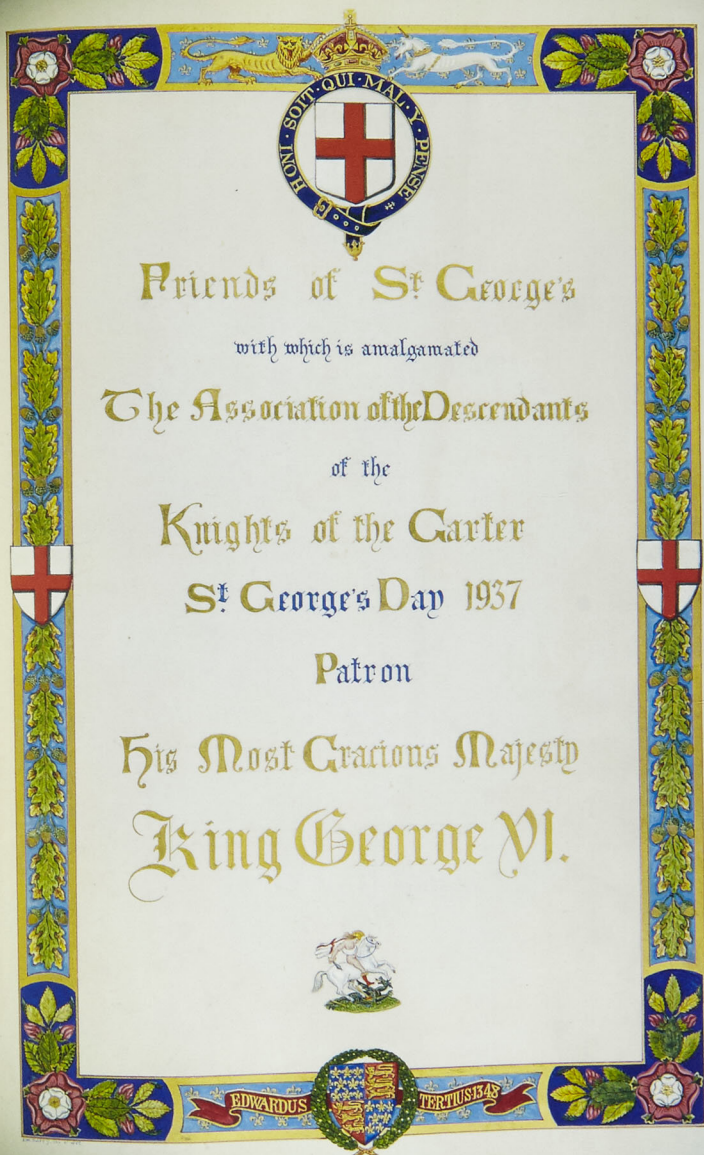 HONI · SOIT · QUI · MAL · Y · PENSE
Friends of St George's
with which is amalgamated
The Association of the Descendants
of the
Knights of the Garter
St George's Day 1937
Patron
His Most Gracious Majesty
King George VI.
EDWARDUS TERTIUS·1348